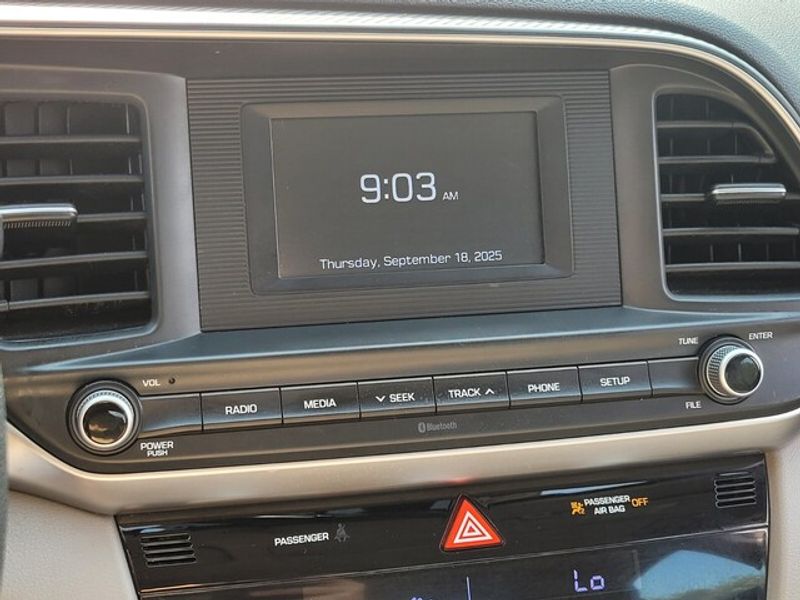 9:03 AM
Thursday, September 18, 2025
VOL
TUNE
ENTER
RADIO
MEDIA
SEEK
TRACK
PHONE
SETUP
POWER
PUSH
Bluetooth
FILE
PASSENGER
PASSENGER
AIR BAG
OFF
Lo